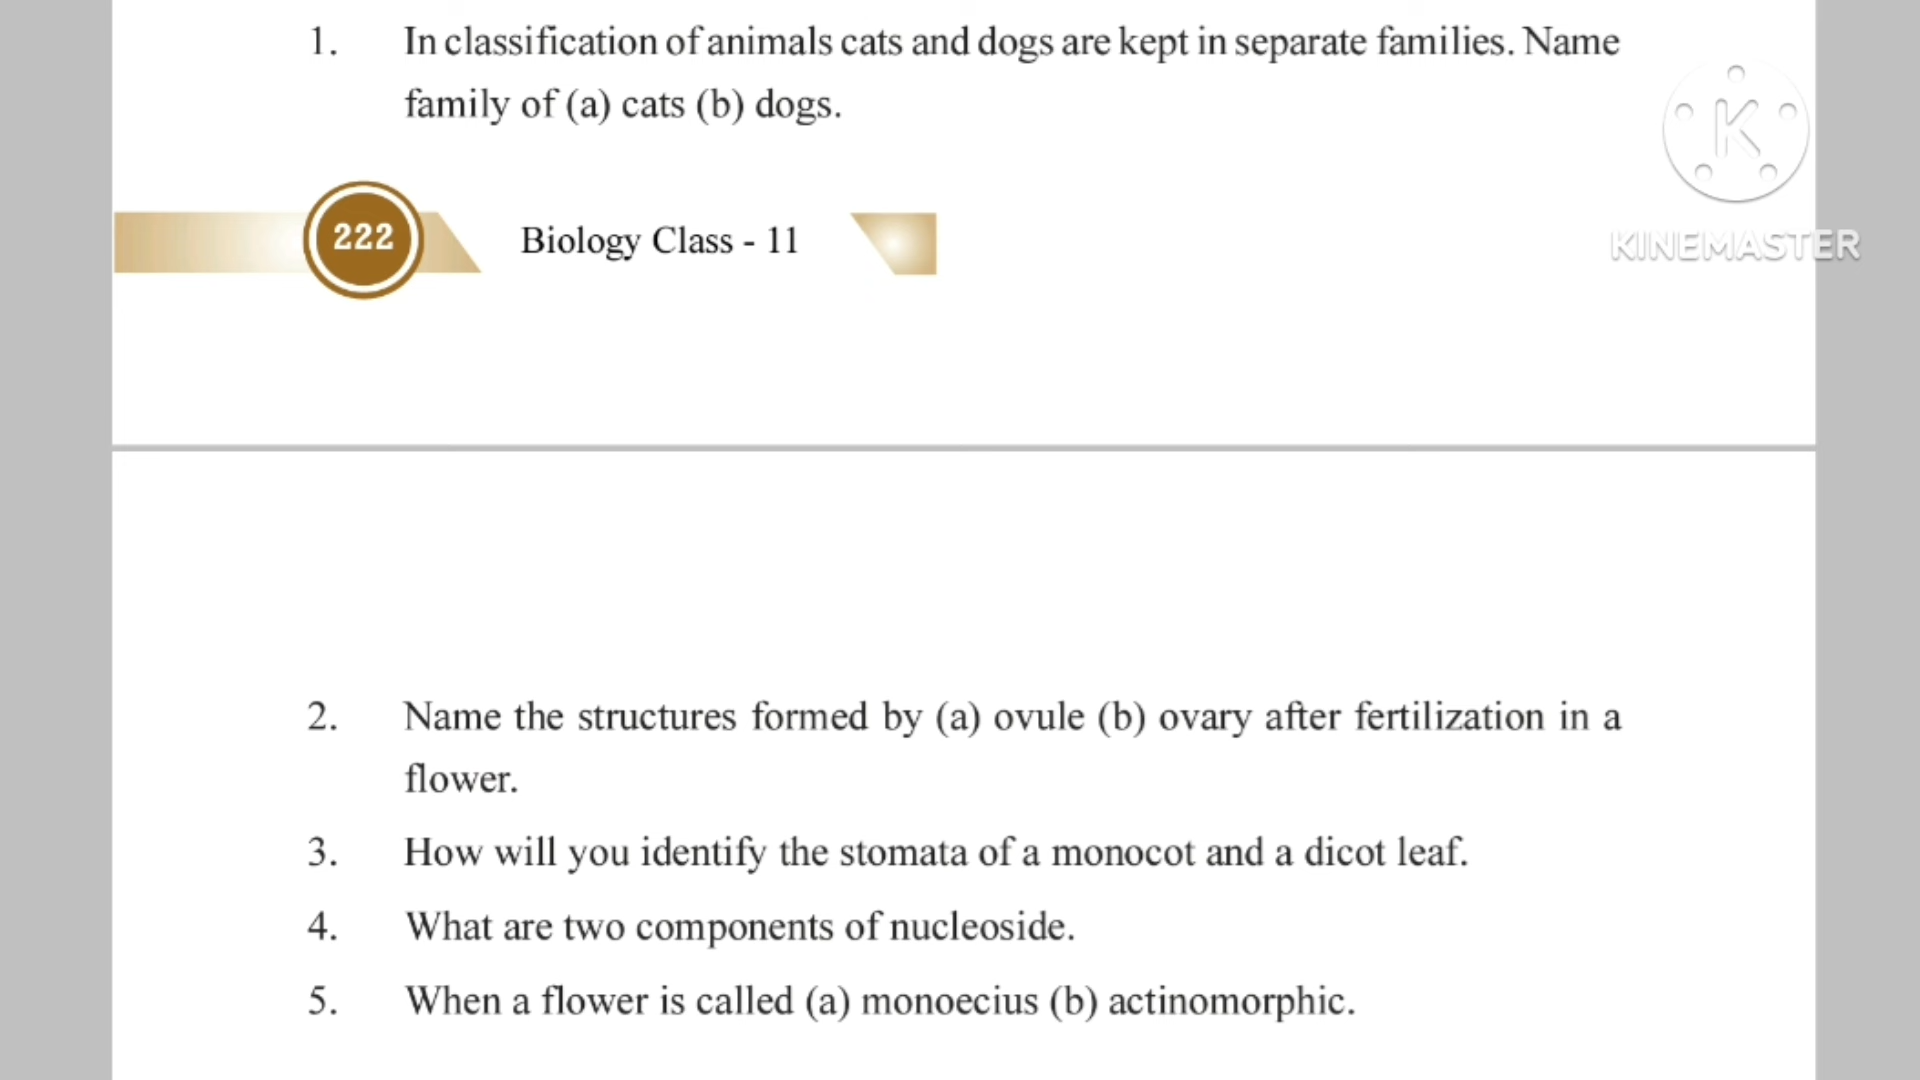 1. In classification of animals cats and dogs are kept in separate families. Name
family of (a) cats (b) dogs.
K
KINEMASTER
222 Biology Class - 11
2. Name the structures formed by (a) ovule (b) ovary after fertilization in a
flower.
3. How will you identify the stomata of a monocot and a dicot leaf.
4. What are two components of nucleoside.
5. When a flower is called (a) monoecius (b) actinomorphic.